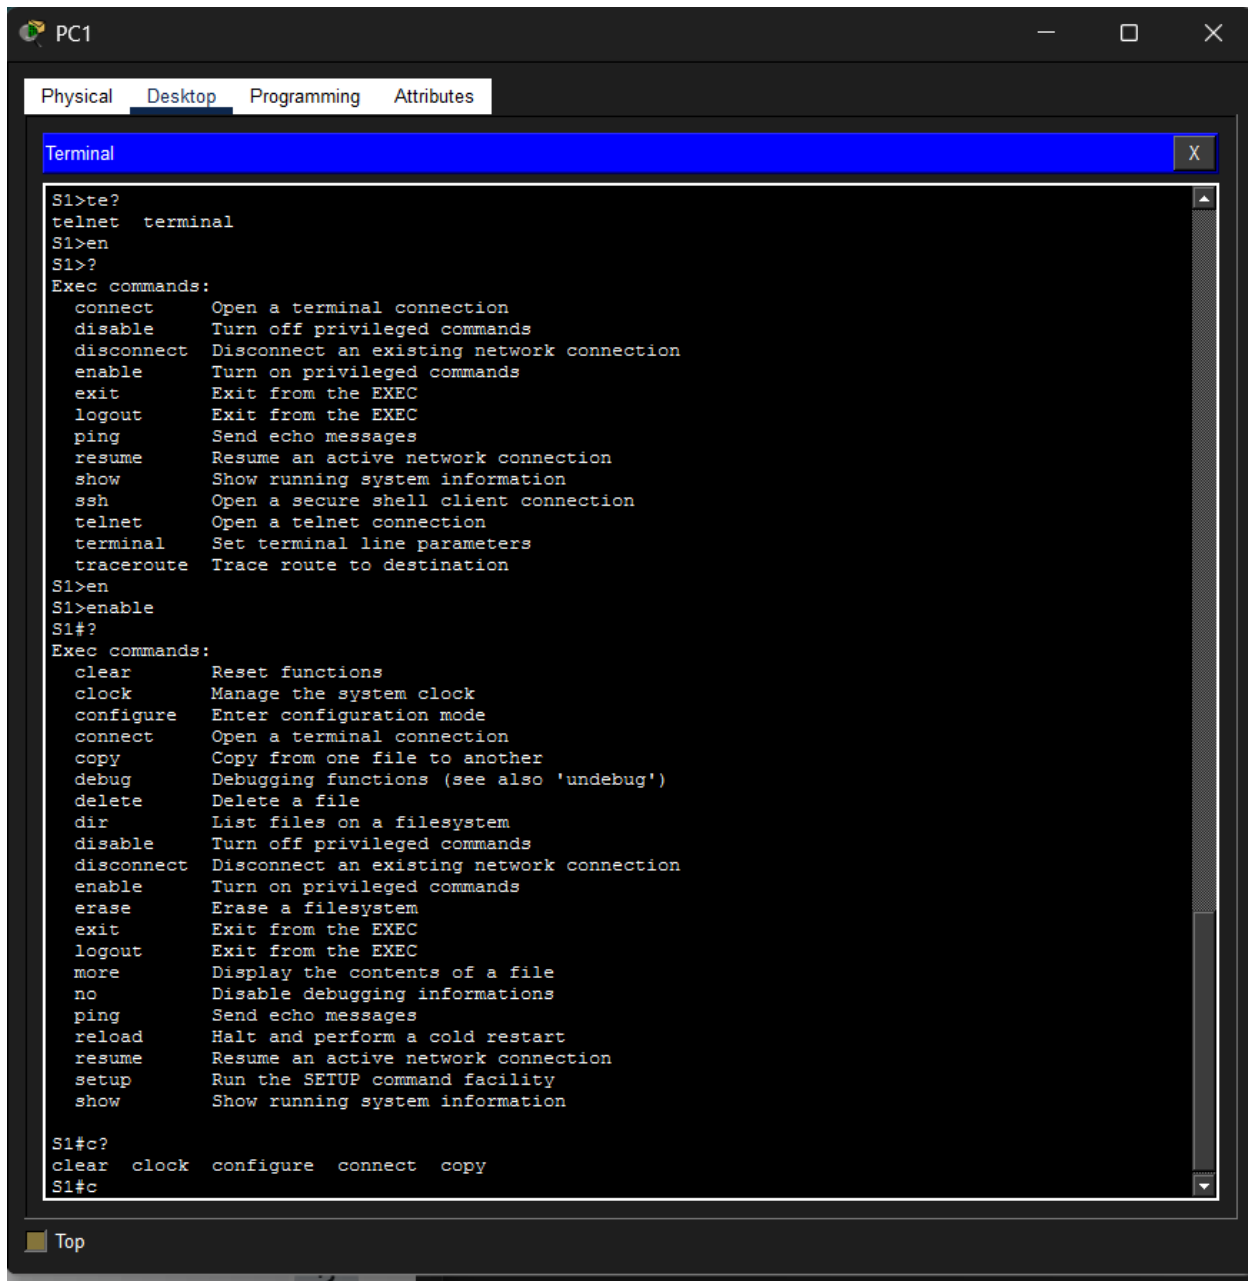 PC1
Physical Desktop Programming Attributes
Terminal X
S1>te?
telnet  terminal
S1>en
S1>?
Exec commands:
  connect     Open a terminal connection
  disable     Turn off privileged commands
  disconnect  Disconnect an existing network connection
  enable      Turn on privileged commands
  exit        Exit from the EXEC
  logout      Exit from the EXEC
  ping        Send echo messages
  resume      Resume an active network connection
  show        Show running system information
  ssh         Open a secure shell client connection
  telnet      Open a telnet connection
  terminal    Set terminal line parameters
  traceroute  Trace route to destination
S1>en
S1>enable
S1#?
Exec commands:
  clear       Reset functions
  clock       Manage the system clock
  configure   Enter configuration mode
  connect     Open a terminal connection
  copy        Copy from one file to another
  debug       Debugging functions (see also 'undebug')
  delete      Delete a file
  dir         List files on a filesystem
  disable     Turn off privileged commands
  disconnect  Disconnect an existing network connection
  enable      Turn on privileged commands
  erase       Erase a filesystem
  exit        Exit from the EXEC
  logout      Exit from the EXEC
  more        Display the contents of a file
  no          Disable debugging informations
  ping        Send echo messages
  reload      Halt and perform a cold restart
  resume      Resume an active network connection
  setup       Run the SETUP command facility
  show        Show running system information
S1#c?
clear  clock  configure  connect  copy
S1#c
Top